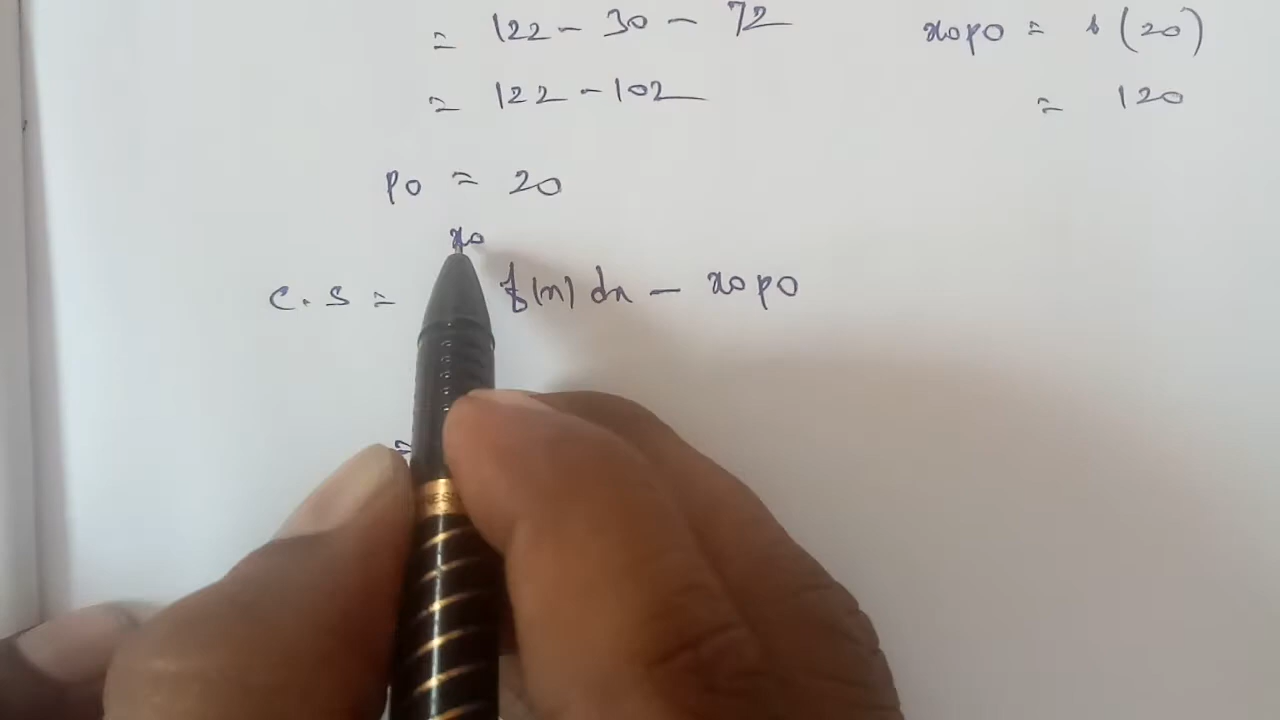 = 122 - 30 - 72
x0p0 = 6(20)
= 122 - 102
= 120
p0 = 20
x0
C.S = f(x) dx - x0p0
=